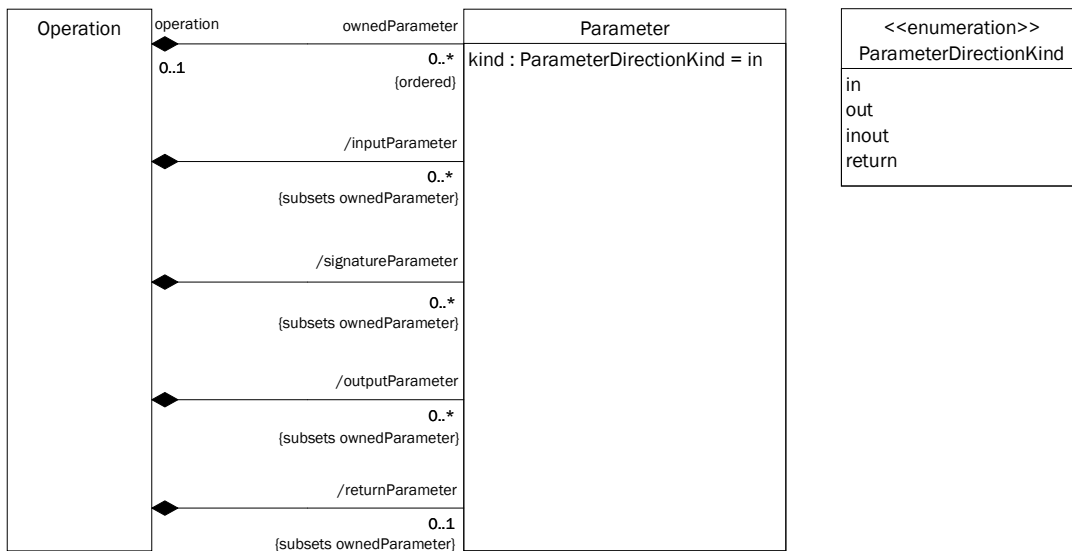 Operation
operation
ownedParameter
0..1
0..*
{ordered}
/inputParameter
0..*
{subsets ownedParameter}
/signatureParameter
0..*
{subsets ownedParameter}
/outputParameter
0..*
{subsets ownedParameter}
/returnParameter
0..1
{subsets ownedParameter}
Parameter
kind : ParameterDirectionKind = in
<<enumeration>>
ParameterDirectionKind
in
out
inout
return